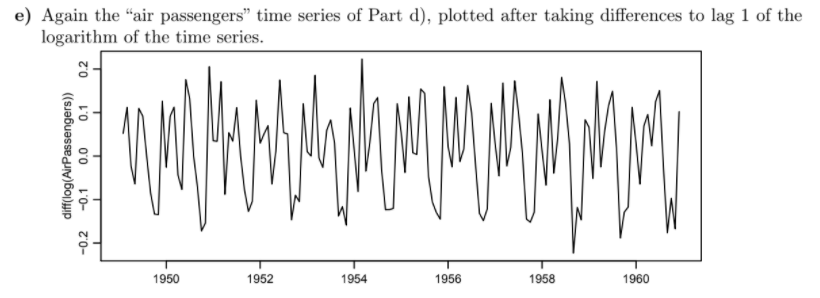 e) Again the “air passengers” time series of Part d), plotted after taking differences to lag 1 of the
logarithm of the time series.
diff(log(AirPassengers))
0.2
0.1
0.0
−0.1
−0.2
1950 1952 1954 1956 1958 1960